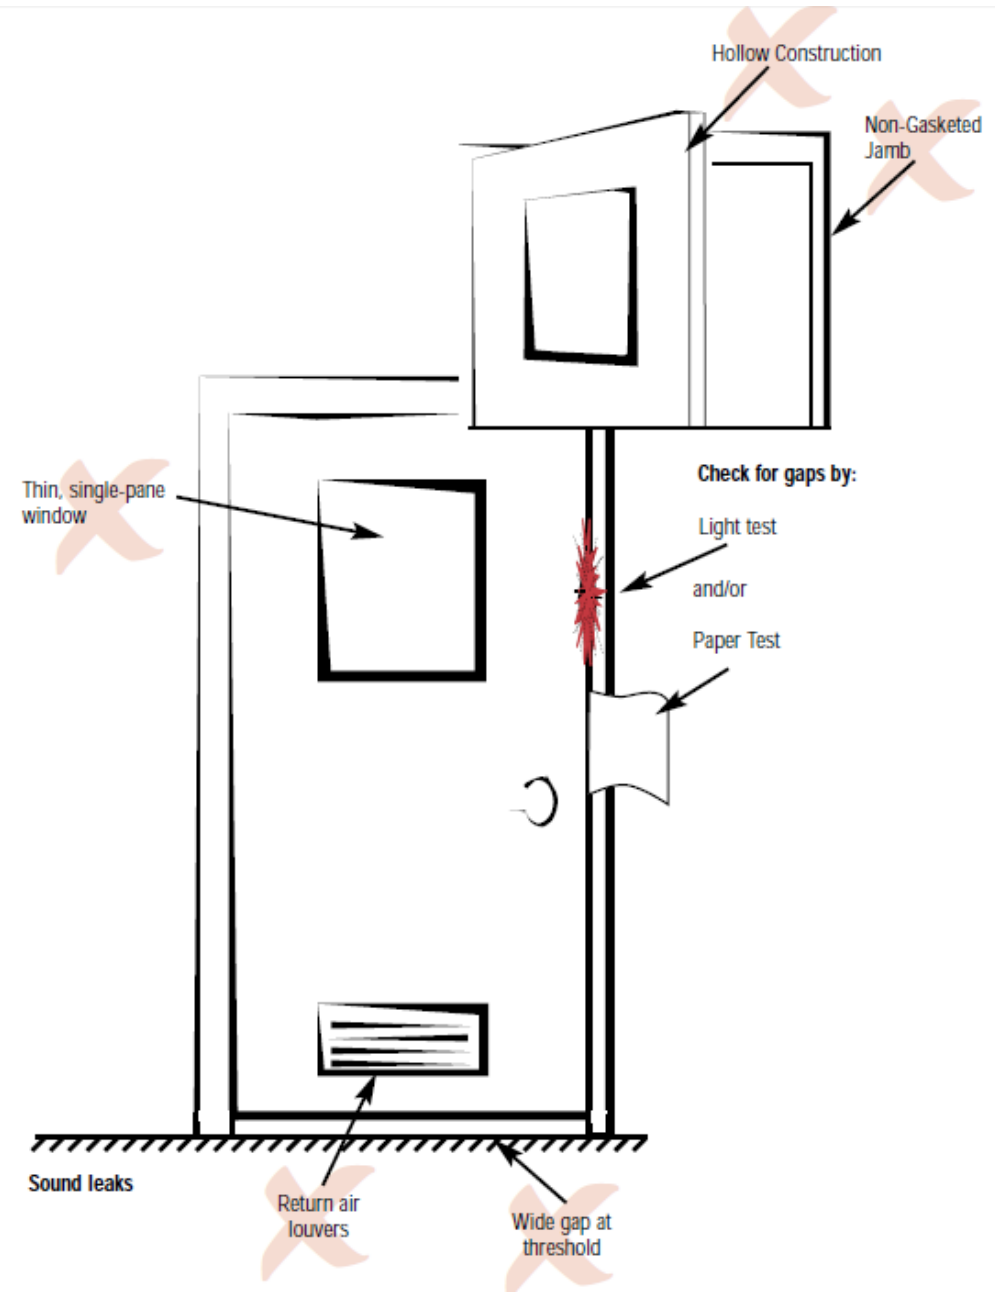 Hollow Construction
Non-Gasketed
Jamb
Check for gaps by:
Thin, single-pane
window
Light test
and/or
Paper Test
Sound leaks
Return air
louvers
Wide gap at
threshold